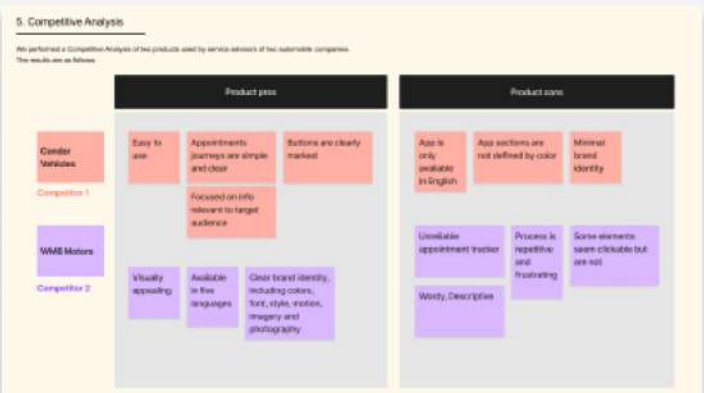 5. Competitive Analysis
We performed a Competitive Analysis of two products used by service advisors of two automobile companies.
The results are as follows
Product pros
Product cons
Conder
Vehicles
Competitor 1
Easy to
use
Appointments
journeys are simple
and clear
Buttons are clearly
marked
Focused on info
relevant to target
audience
App is
only
available
in English
App sections are
not defined by color
Minimal
brand
identity
WMB Motors
Competitor 2
Visually
appealing
Available
in five
languages
Clear brand identity,
including colors,
font, style, motion,
imagery and
photography
Unreliable
appointment tracker
Process is
repetitive
and
frustrating
Some elements
seem clickable but
are not
Wordy, Descriptive